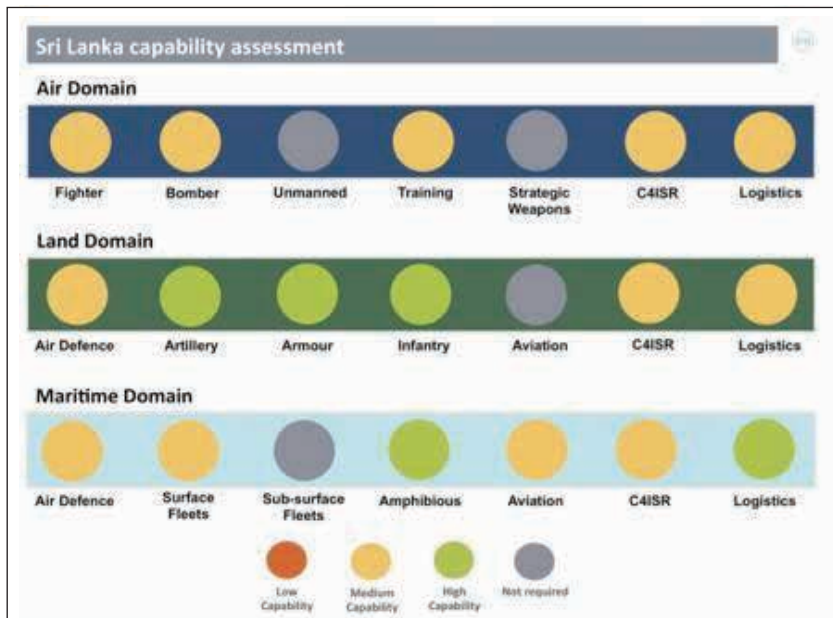 Sri Lanka capability assessment
Air Domain
Fighter Bomber Unmanned Training Strategic C4ISR Logistics
Weapons
Land Domain
Air Defence Artillery Armour Infantry Aviation C4ISR Logistics
Maritime Domain
Air Defence Surface Sub-surface Amphibious Aviation C4ISR Logistics
Fleets Fleets
Low Medium High Not required
Capability Capability Capability